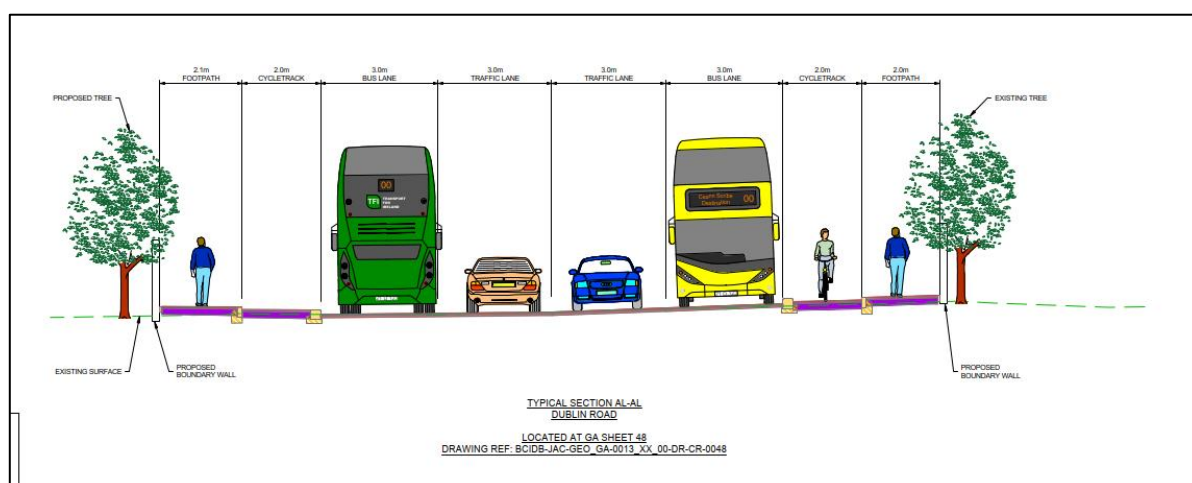 2.1m
FOOTPATH
2.0m
CYCLETRACK
3.0m
BUS LANE
3.0m
TRAFFIC LANE
3.0m
TRAFFIC LANE
3.0m
BUS LANE
2.0m
CYCLETRACK
2.0m
FOOTPATH
PROPOSED TREE
EXISTING TREE
00
TFI
TRANSPORT
FOR
IRELAND
00
EXISTING SURFACE
PROPOSED
BOUNDARY WALL
PROPOSED
BOUNDARY WALL
TYPICAL SECTION AL-AL
DUBLIN ROAD
LOCATED AT GA SHEET 48
DRAWING REF: BCIDB-JAC-GEO_GA-0013_XX_00-DR-CR-0048